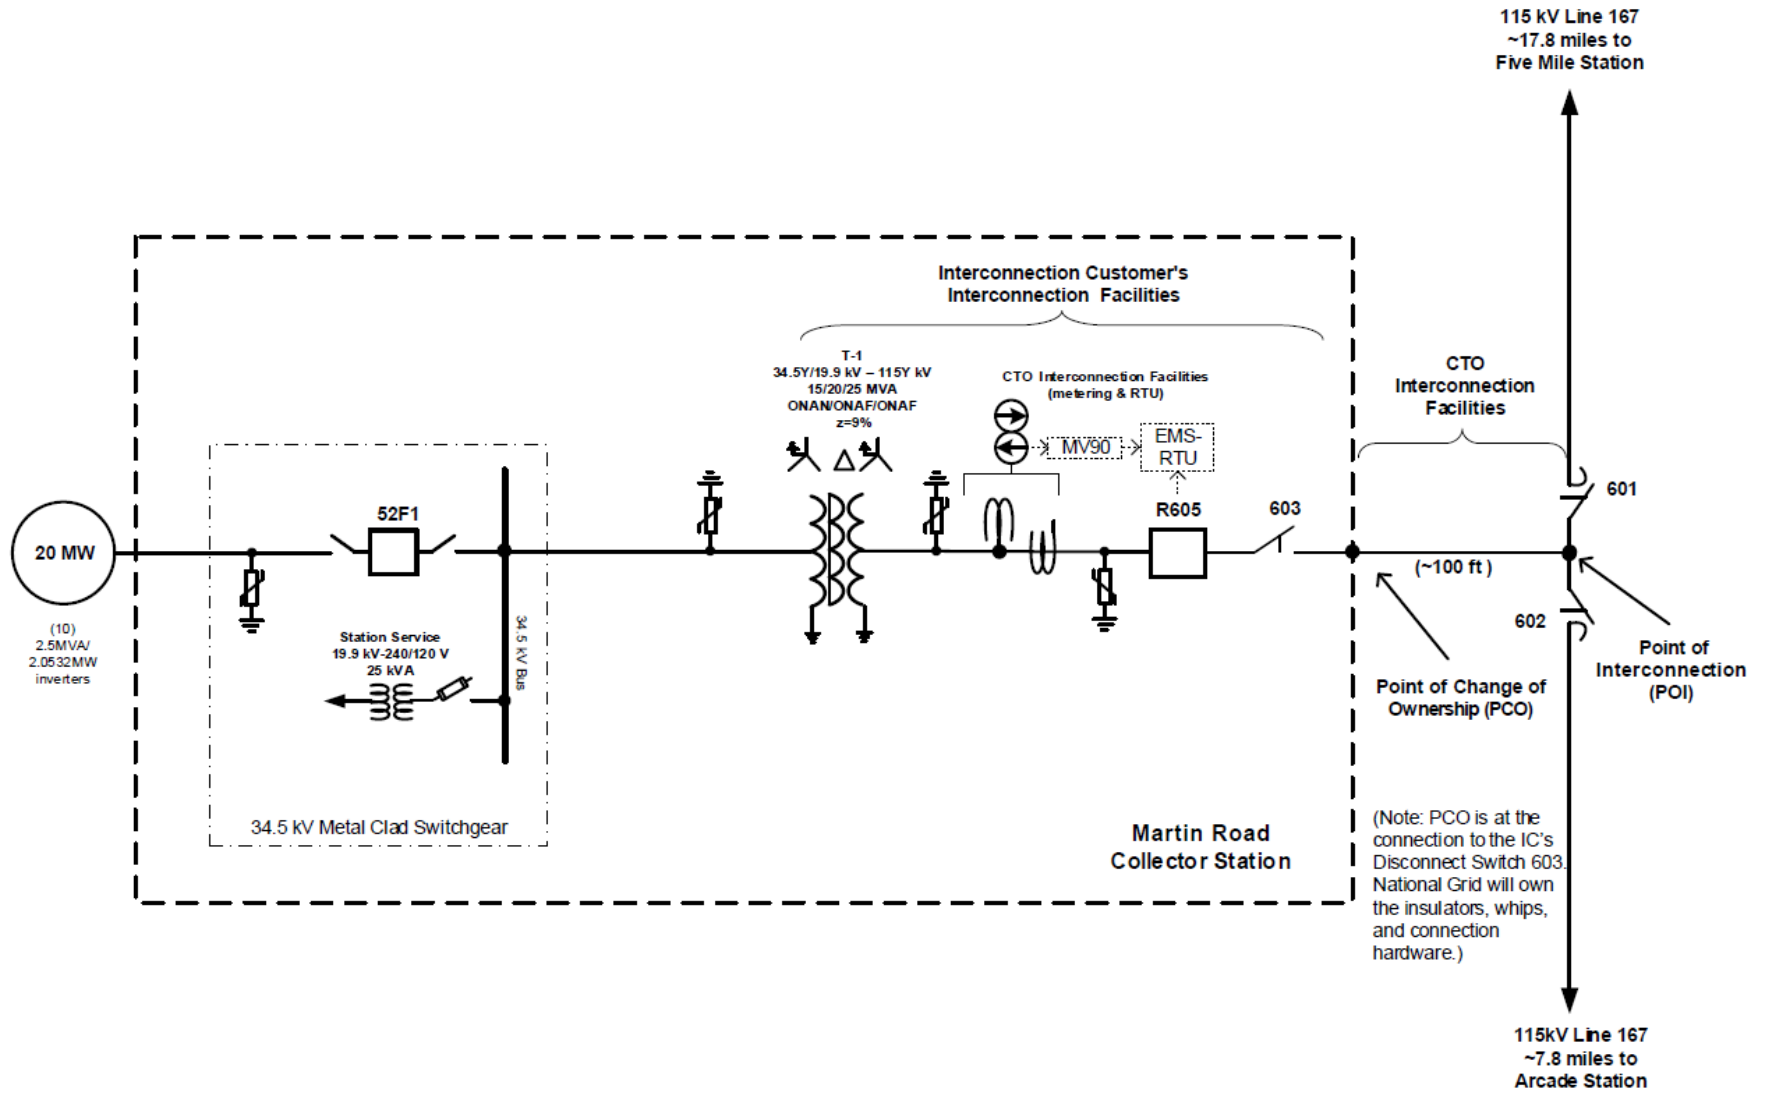 115 kV Line 167
~17.8 miles to
Five Mile Station
Interconnection Customer's
Interconnection Facilities
T-1
34.5Y/19.9 kV – 115Y kV
15/20/25 MVA
ONAN/ONAF/ONAF
z=9%
CTO Interconnection Facilities
(metering & RTU)
MV90
EMS-
RTU
CTO
Interconnection
Facilities
601
52F1
R605
603
20 MW
(~100 ft )
(10)
2.5MVA/
2.0532MW
inverters
Station Service
19.9 kV-240/120 V
25 kVA
34.5 kV Bus
602
Point of
Interconnection
(POI)
Point of Change of
Ownership (PCO)
34.5 kV Metal Clad Switchgear
Martin Road
Collector Station
(Note: PCO is at the
connection to the IC's
Disconnect Switch 603.
National Grid will own
the insulators, whips,
and connection
hardware.)
115kV Line 167
~7.8 miles to
Arcade Station